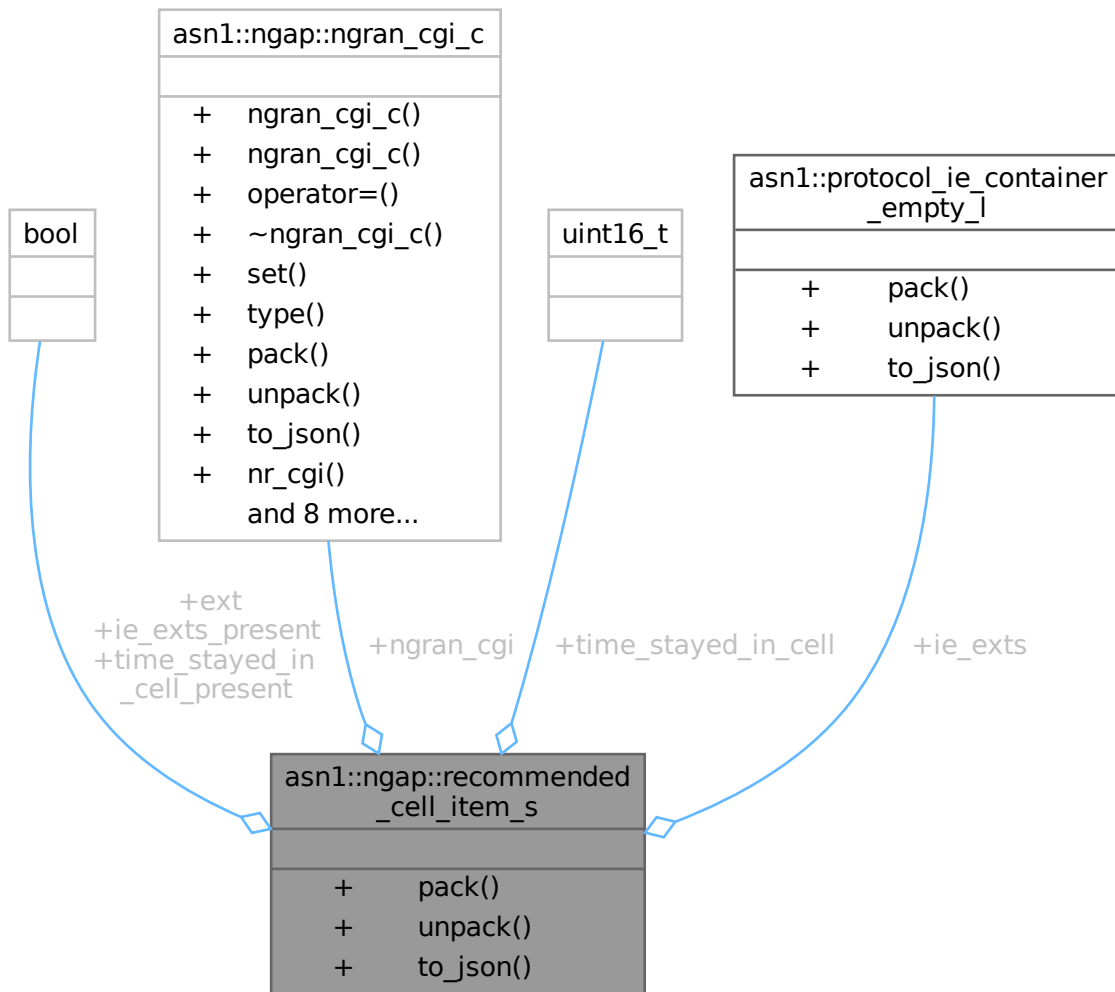 asn1::ngap::ngran_cgi_c
+ ngran_cgi_c()
+ ngran_cgi_c()
+ operator=()
+ ~ngran_cgi_c()
+ set()
+ type()
+ pack()
+ unpack()
+ to_json()
+ nr_cgi()
and 8 more...
bool
uint16_t
asn1::protocol_ie_container
_empty_l
+ pack()
+ unpack()
+ to_json()
+ext
+ie_exts_present
+time_stayed_in
_cell_present
+ngran_cgi
+time_stayed_in_cell
+ie_exts
asn1::ngap::recommended
_cell_item_s
+ pack()
+ unpack()
+ to_json()